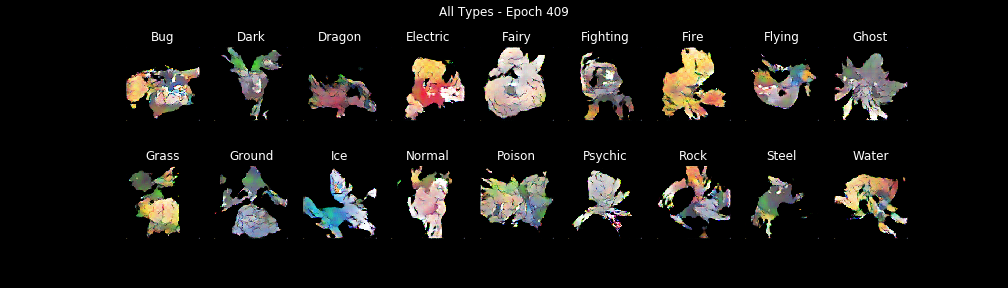 All Types - Epoch 409
Bug Dark Dragon Electric Fairy Fighting Fire Flying Ghost
Grass Ground Ice Normal Poison Psychic Rock Steel Water